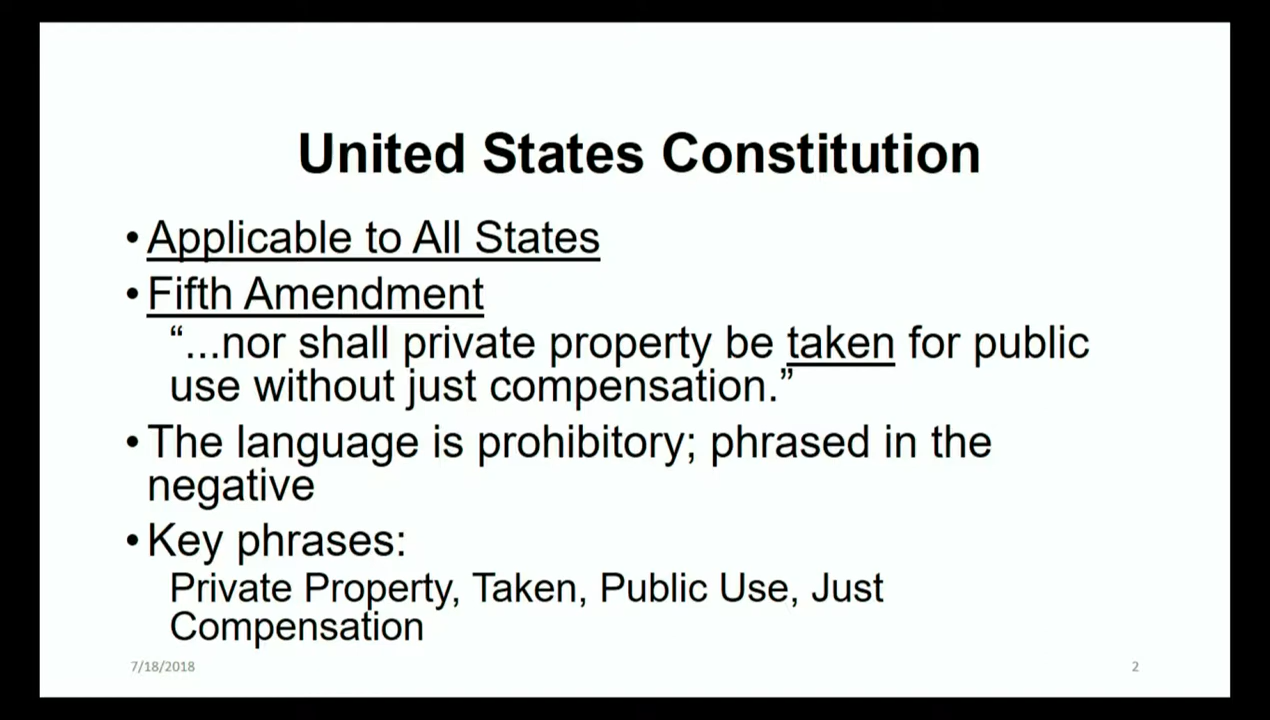 United States Constitution
•Applicable to All States
•Fifth Amendment
“...nor shall private property be taken for public
use without just compensation.”
•The language is prohibitory; phrased in the
negative
•Key phrases:
Private Property, Taken, Public Use, Just
Compensation
7/18/2018
2